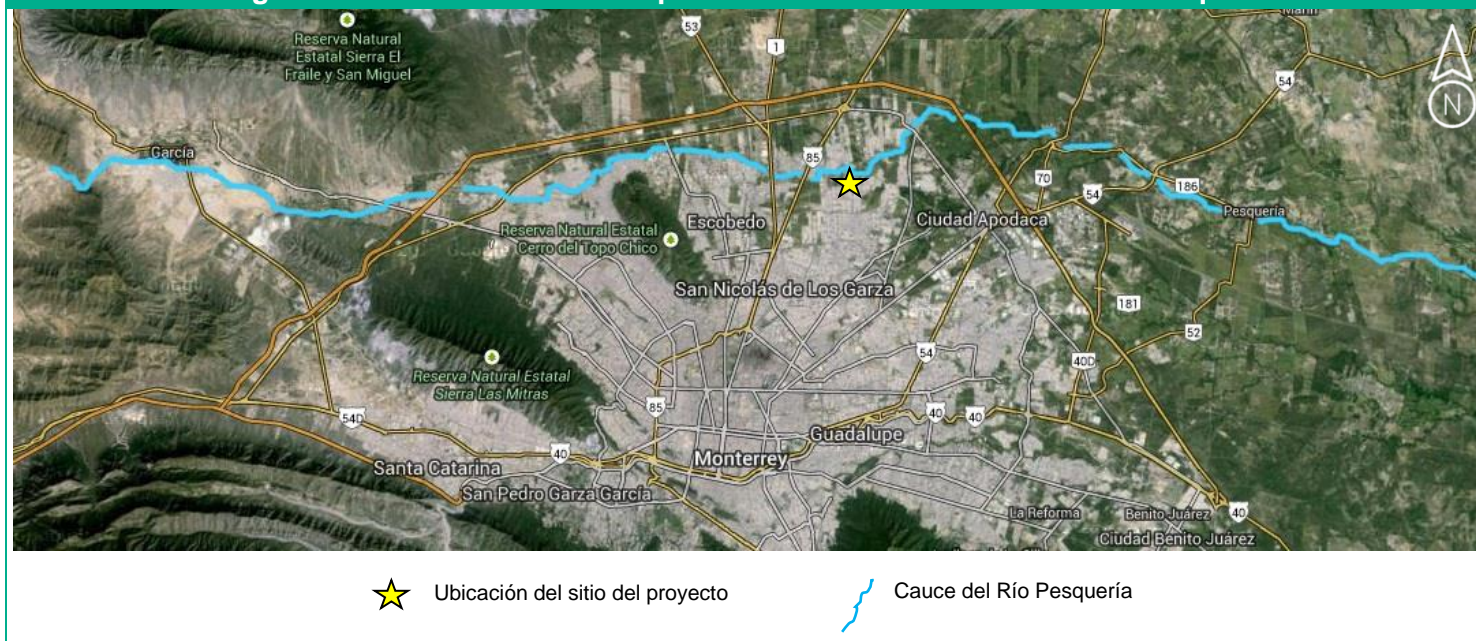 53
1
Marín
Reserva Natural
Estatal Sierra El
Fraile y San Miguel
54
N
García
85
70
54
186
Pesquería
Reserva Natural Estatal
Cerro del Topo Chico
Escobedo
Ciudad Apodaca
San Nicolás de Los Garza
181
52
54
40D
Reserva Natural Estatal
Sierra Las Mitras
54D
85
40
40
Guadalupe
40
Monterrey
Santa Catarina
San Pedro Garza García
La Reforma
Benito Juárez
40
Ciudad Benito Juárez
Ubicación del sitio del proyecto
Cauce del Río Pesquería